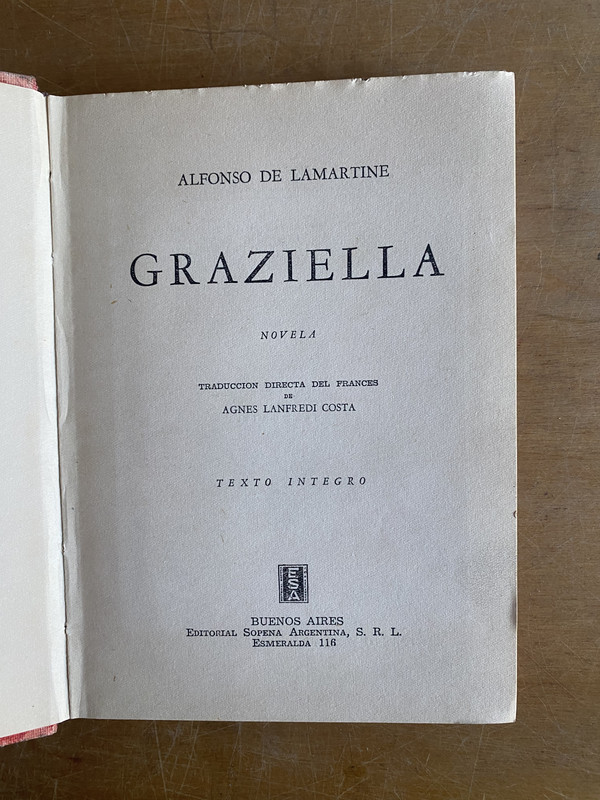 ALFONSO DE LAMARTINE
GRAZIELLA
NOVELA
TRADUCCION DIRECTA DEL FRANCES
DE
AGNES LANFREDI COSTA
TEXTO INTEGRO
ESA
BUENOS AIRES
EDITORIAL SOPENA ARGENTINA, S. R. L.
ESMERALDA 116